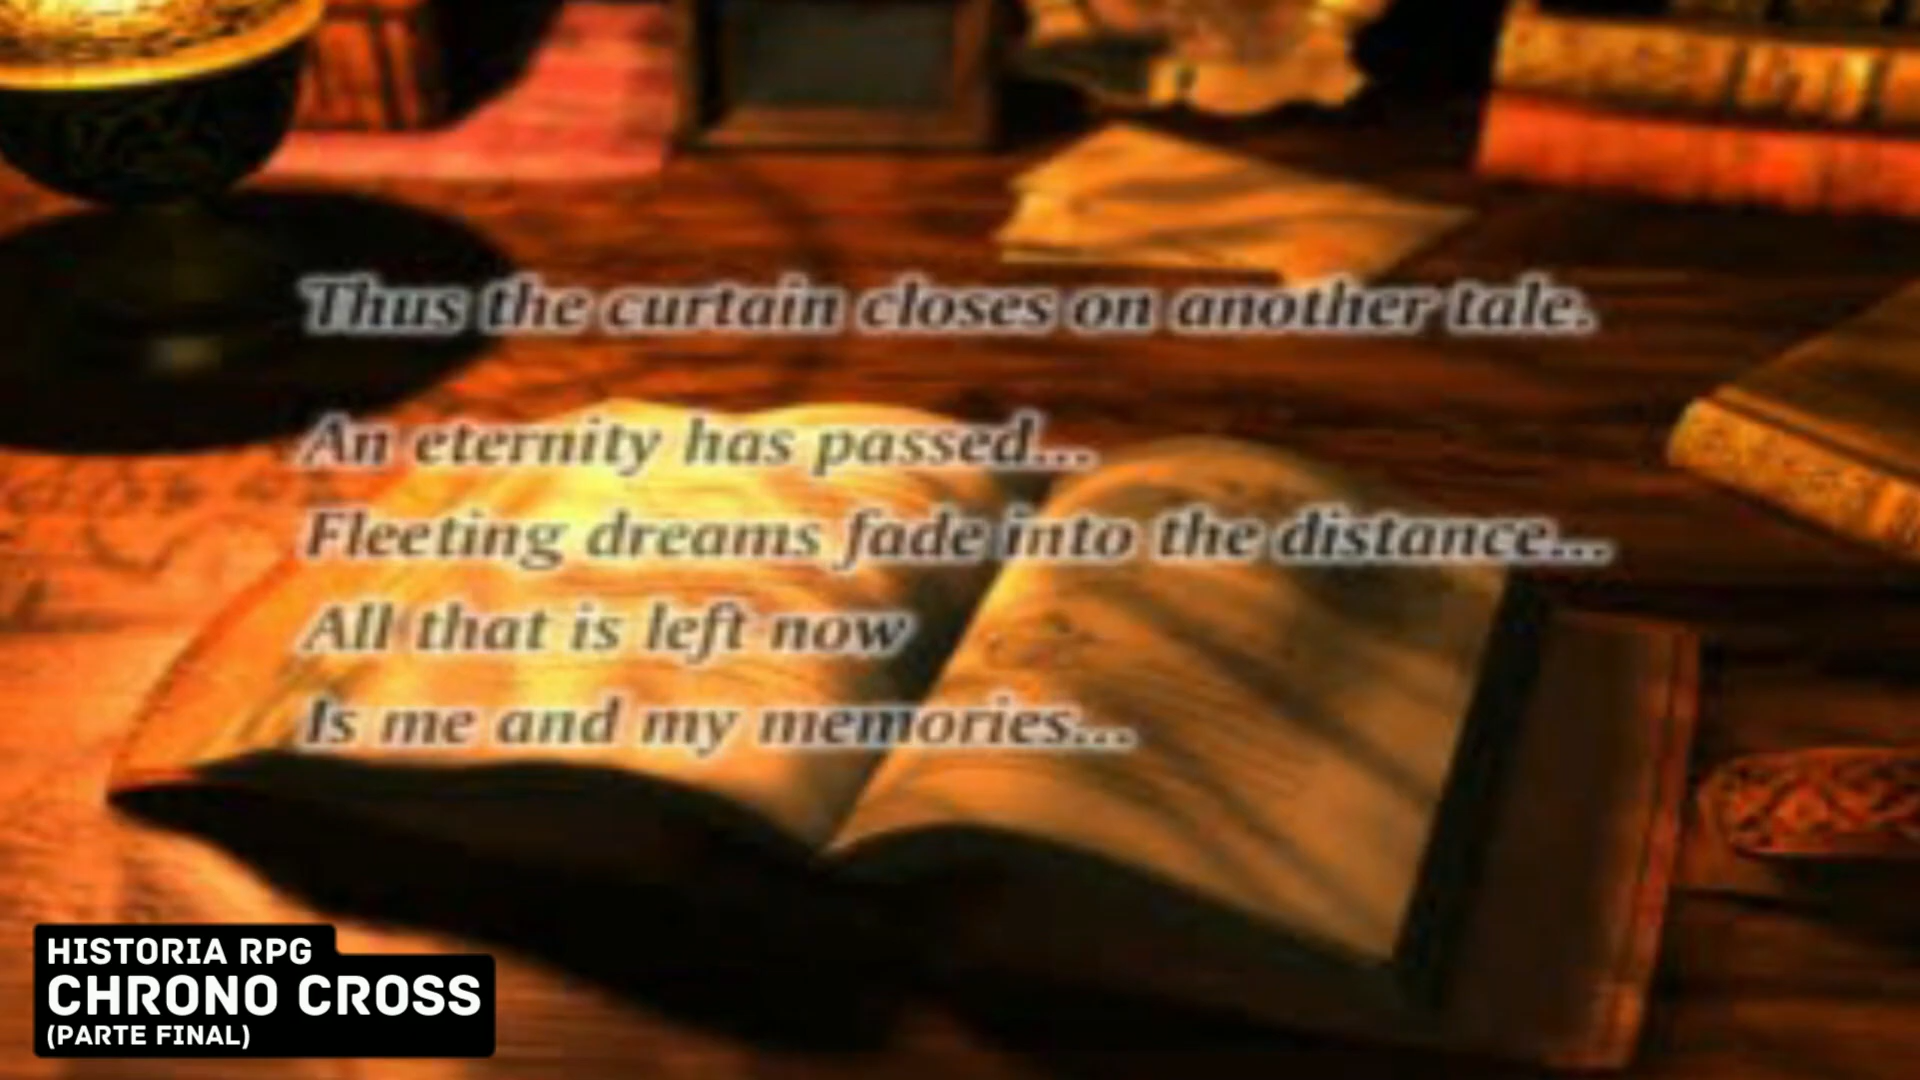 Thus the curtain closes on another tale.
An eternity has passed...
Fleeting dreams fade into the distance...
All that is left now
Is me and my memories...
HISTORIA RPG
CHRONO CROSS
(PARTE FINAL)